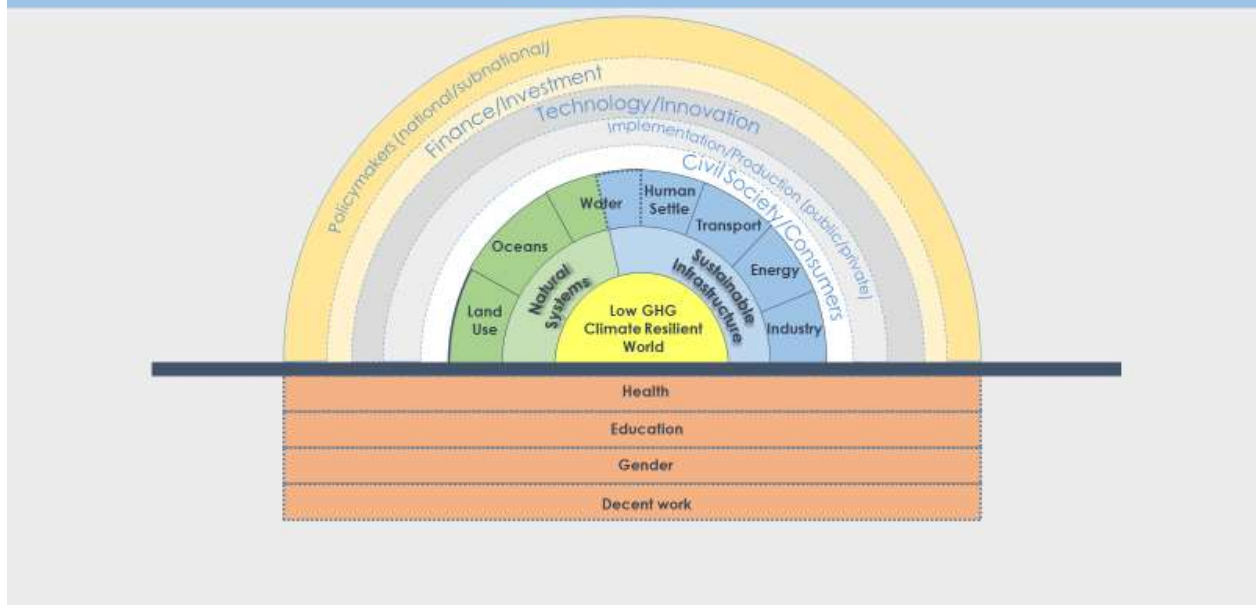 Policymakers (national/subnational)
Finance/Investment
Technology/Innovation
Implementation/Production (public/private)
Civil Society/Consumers
Land
Use
Oceans
Water
Human
Settle
Transport
Energy
Industry
Natural
Systems
Sustainable
Infrastructure
Low GHG
Climate Resilient
World
Health
Education
Gender
Decent work